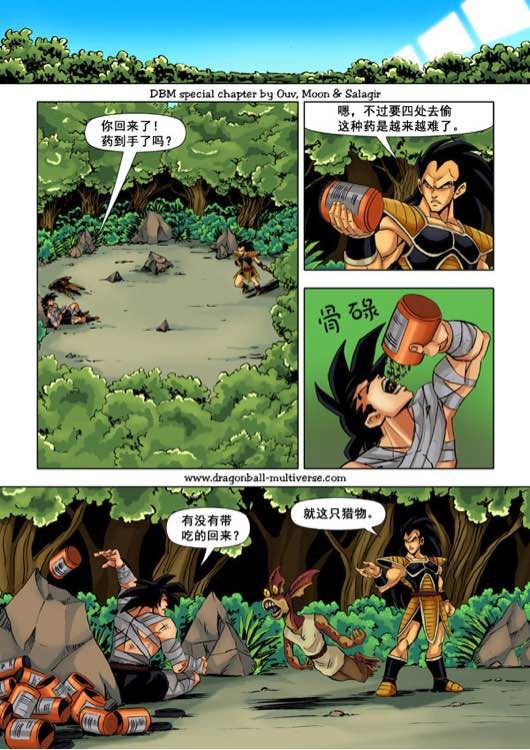 DBM special chapter by Ouv, Moon & Salagir
你回来了！
药到手了吗？
嗯，不过要四处去偷
这种药是越来越难了。
骨碌
www.dragonball-multiverse.com
有没有带
吃的回来？
就这只猎物。